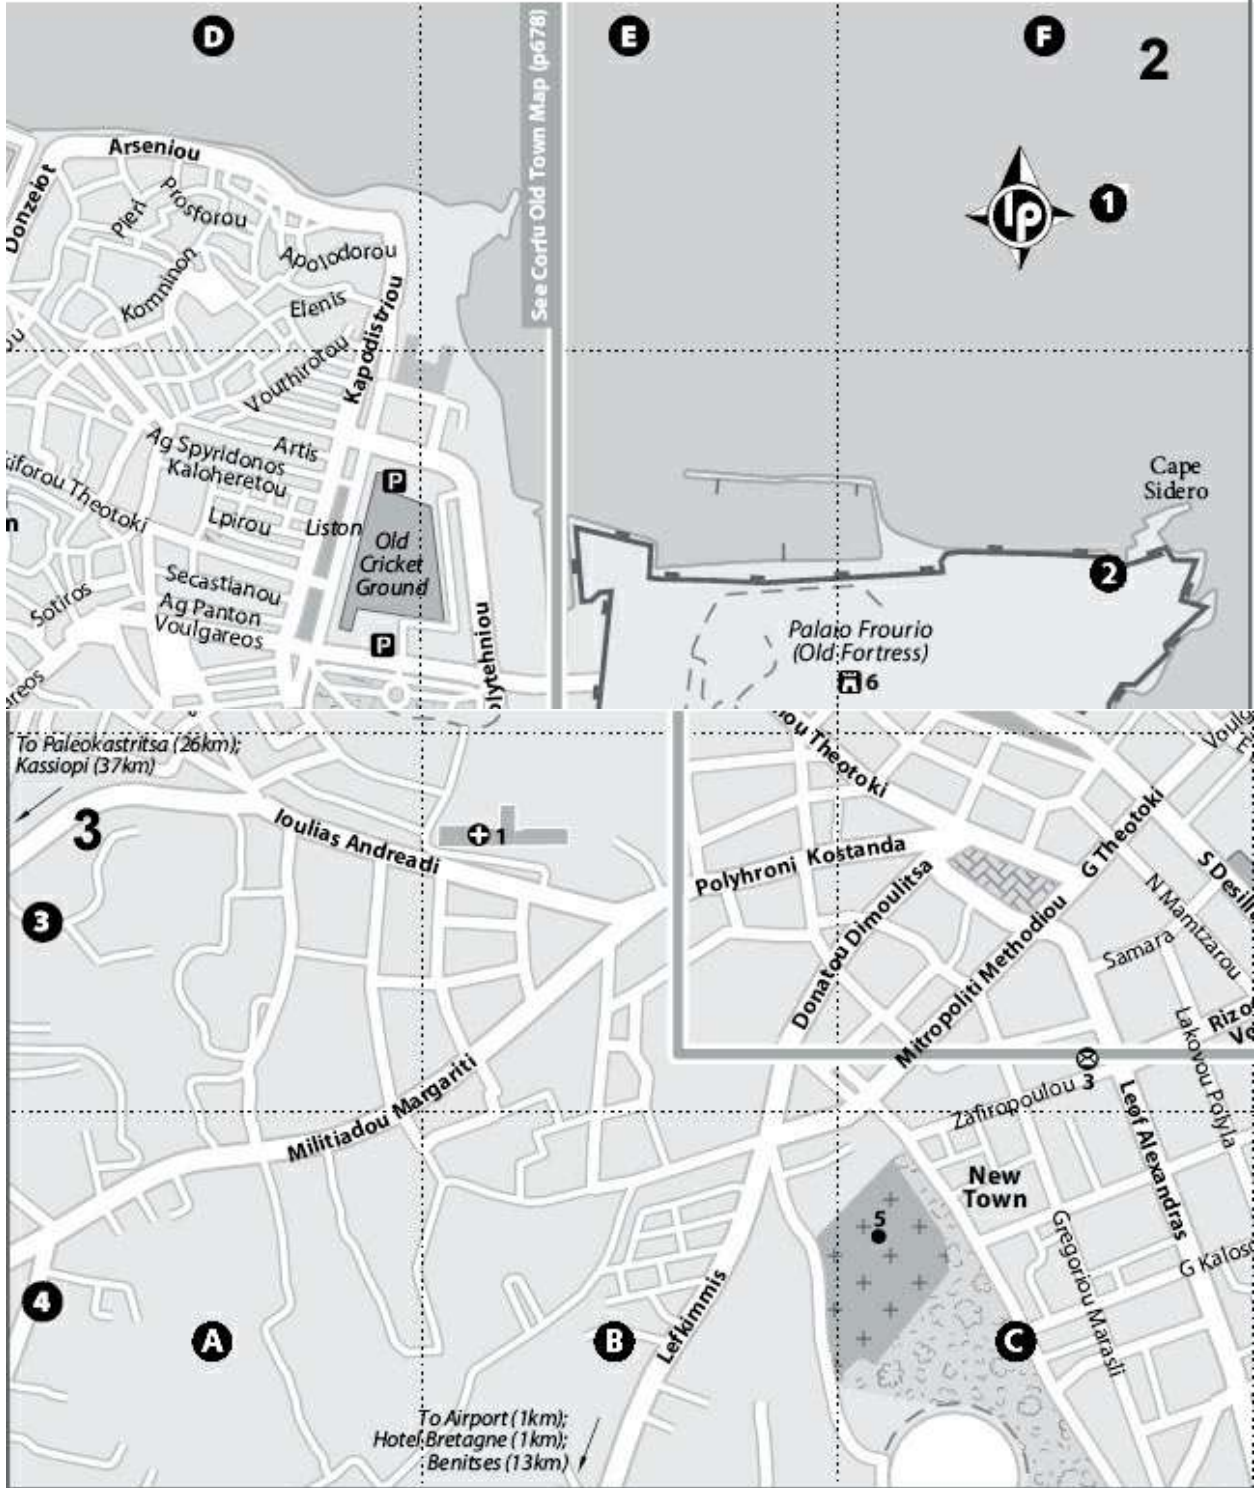 D
E
F
2
See Corfu Old Town Map (p678)
Arseniou
Donzelot
Prosforou
Pieri
lp
1
Apolodorou
Komninon
Elenis
Kapodistriou
Vouthirotou
Artis
Ag Spyridonos
Kaloheretou
P
Cape
Sidero
Theotoki
Lpirou
Liston
Old
Cricket
Ground
2
Secastianou
Sotiros
Ag Panton
Voulgareos
P
Palaio Frourio
(Old Fortress)
6
To Paleokastritsa (26km);
Kassiopi (37km)
Theotoki
3
Ioulias Andreadi
1
G Theotoki
Polyhroni Kostanda
S Desilla
N Mamtzarou
3
Donatou Dimoulitsa
Mitropoliti Methodiou
Samara
Militiadou Margariti
3
Zafiropoulou
Lakovou Polyla
Leof Alexandras
New
Town
5
Gregoriou Marasli
4
A
B
C
Lefkimmis
To Airport (1km);
Hotel Bretagne (1km);
Benitses (13km)